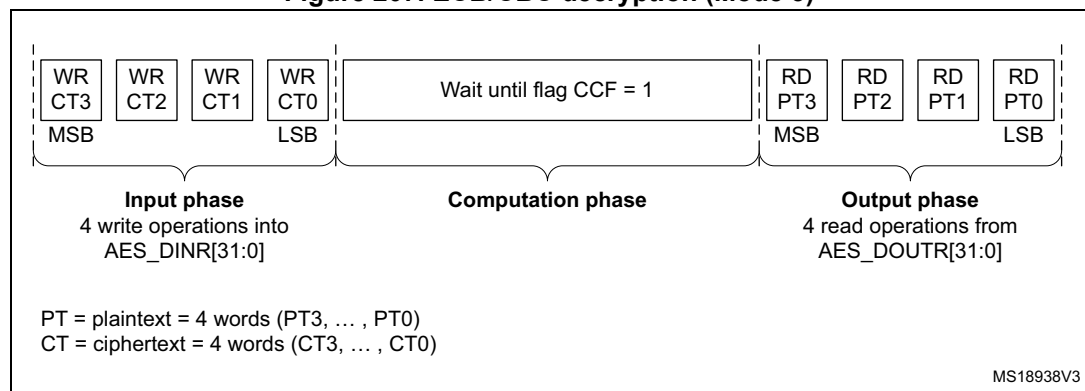 Figure 207. ECB/CBC decryption (Mode 3)
WR CT3 WR CT2 WR CT1 WR CT0 Wait until flag CCF = 1 RD PT3 RD PT2 RD PT1 RD PT0
MSB LSB MSB LSB
Input phase Computation phase Output phase
4 write operations into 4 read operations from
AES_DINR[31:0] AES_DOUTR[31:0]
PT = plaintext = 4 words (PT3, … , PT0)
CT = ciphertext = 4 words (CT3, … , CT0)
MS18938V3